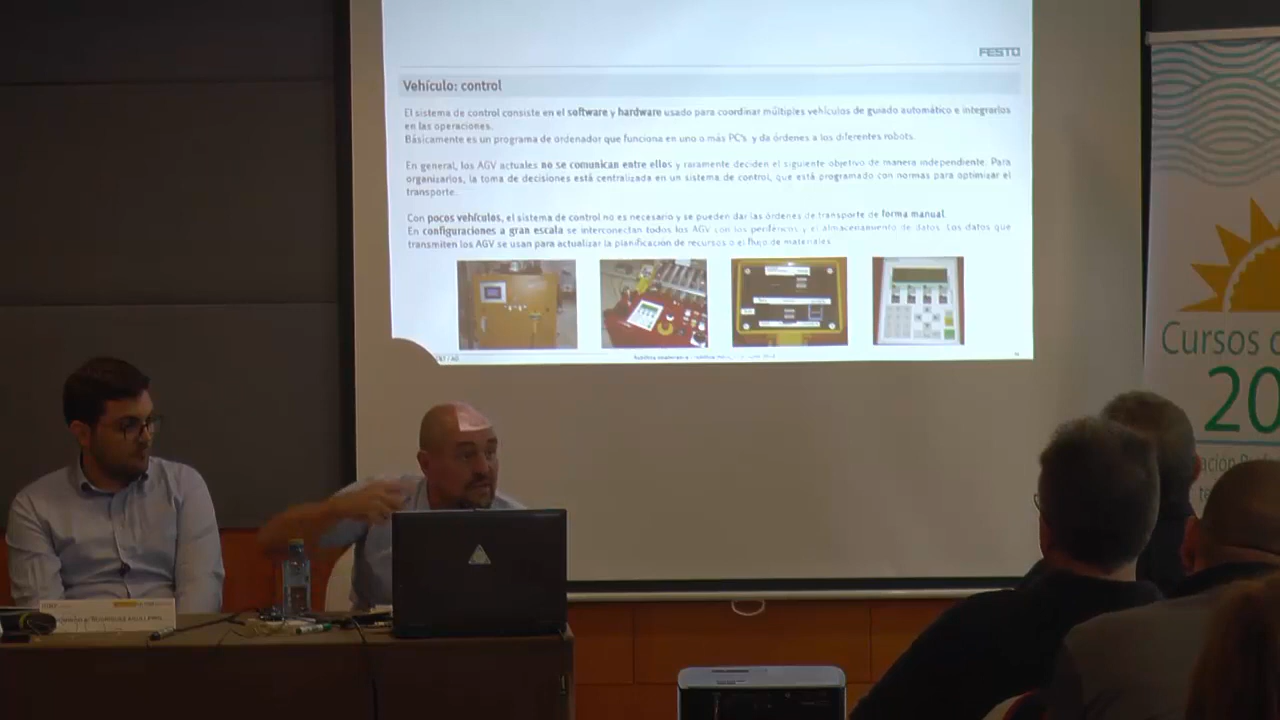 FESTO
Vehículo: control
El sistema de control consiste en el software y hardware usado para coordinar múltiples vehículos de guiado automático e integrarlos
en las operaciones.
Básicamente es un programa de ordenador que funciona en uno o más PC's y da órdenes a los diferentes robots.
En general, los AGV actuales no se comunican entre ellos y raramente deciden el siguiente objetivo de manera independiente. Para
organizarlos, la toma de decisiones está centralizada en un sistema de control, que está programado con normas para optimizar el
transporte.
Con pocos vehículos, el sistema de control no es necesario y se pueden dar las órdenes de transporte de forma manual.
En configuraciones a gran escala se interconectan todos los AGV con los periféricos y el almacenamiento de datos. Los datos que
transmiten los AGV se usan para actualizar la planificación de recursos o el flujo de materiales.
Cursos d
20